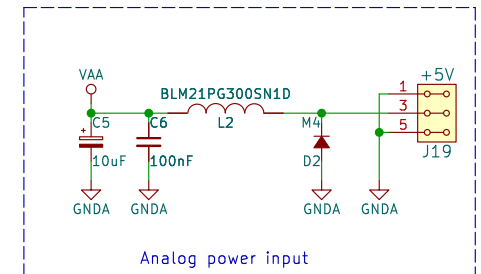 VAA
+5V
BLM21PG300SN1D
1
C5
C6
L2
M4
3
+
5
10uF
100nF
D2
J19
GNDA
GNDA
GNDA
GNDA
Analog power input